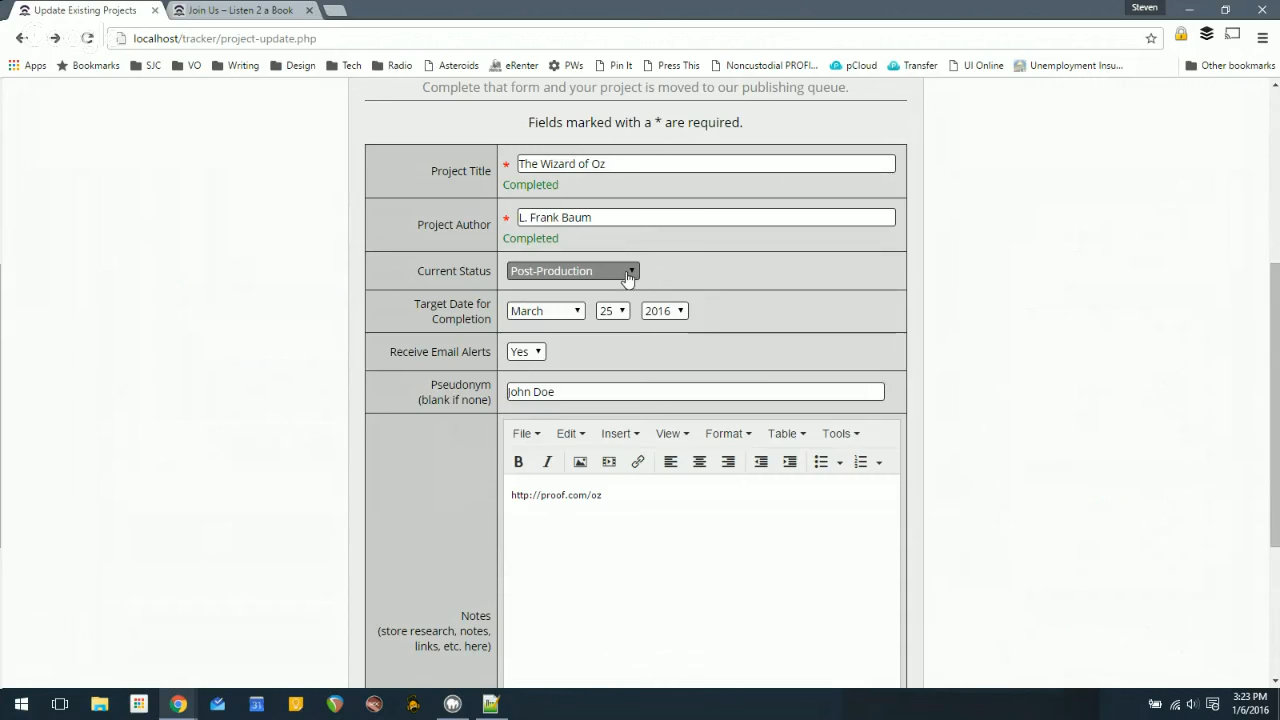 Update Existing Projects
Join Us – Listen 2 a Book
Steven
localhost/tracker/project-update.php
Apps Bookmarks SJC VO Writing Design Tech Radio Asteroids eRenter PWs Pin It Press This Noncustodial PROFI... pCloud Transfer UI Online Unemployment Insu... Other bookmarks
Complete that form and your project is moved to our publishing queue.
Fields marked with a * are required.
Project Title * The Wizard of Oz
Completed
Project Author * L. Frank Baum
Completed
Current Status Post-Production
Target Date for
Completion
March 25 2016
Receive Email Alerts Yes
Pseudonym
(blank if none)
John Doe
File Edit Insert View Format Table Tools
B I
http://proof.com/oz
Notes
(store research, notes,
links, etc. here)
31
3:23 PM
1/6/2016